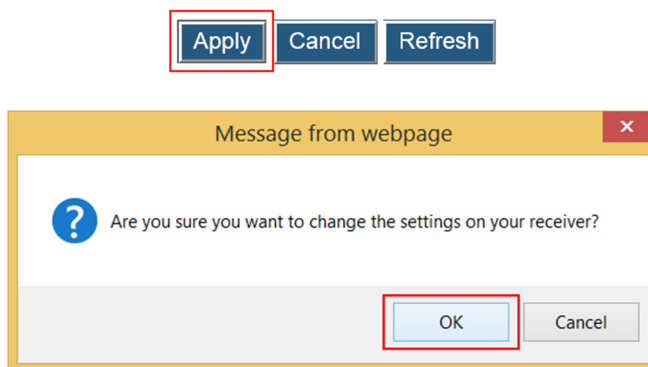 Apply Cancel Refresh
Message from webpage
Are you sure you want to change the settings on your receiver?
OK Cancel